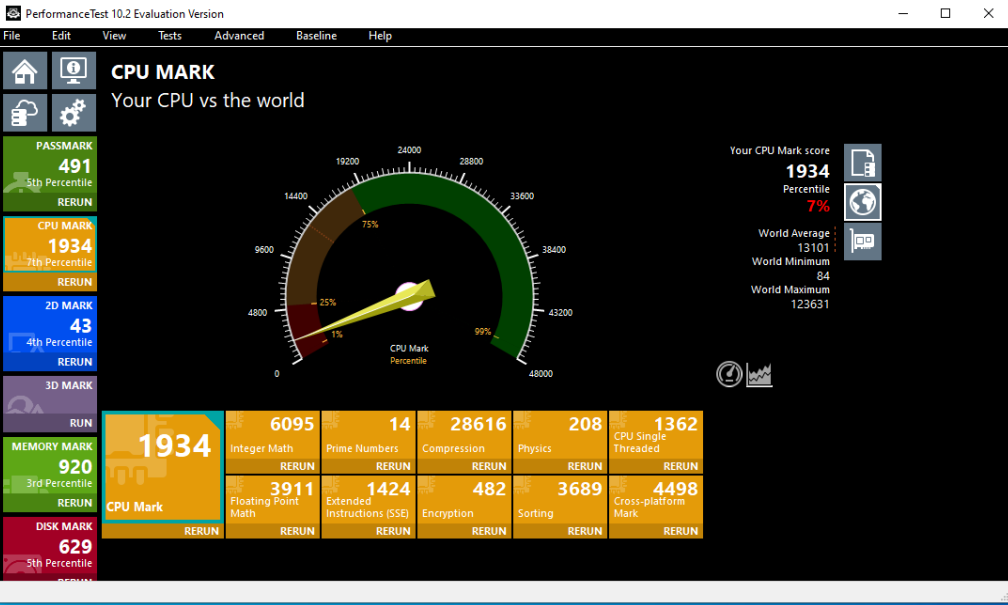 PerformanceTest 10.2 Evaluation Version
File Edit View Tests Advanced Baseline Help
CPU MARK
Your CPU vs the world
PASSMARK
491
5th Percentile
RERUN
CPU MARK
1934
7th Percentile
RERUN
2D MARK
43
4th Percentile
RERUN
3D MARK
RUN
MEMORY MARK
920
3rd Percentile
RERUN
DISK MARK
629
5th Percentile
RERUN
0
4800
9600
14400
19200
24000
28800
33600
38400
43200
48000
1%
25%
75%
99%
CPU Mark
Percentile
Your CPU Mark score
1934
Percentile
7%
World Average
13101
World Minimum
84
World Maximum
123631
1934
CPU Mark
RERUN
6095
Integer Math
RERUN
14
Prime Numbers
RERUN
28616
Compression
RERUN
208
Physics
RERUN
1362
CPU Single
Threaded
RERUN
3911
Floating Point
Math
RERUN
1424
Extended
Instructions (SSE)
RERUN
482
Encryption
RERUN
3689
Sorting
RERUN
4498
Cross-platform
Mark
RERUN